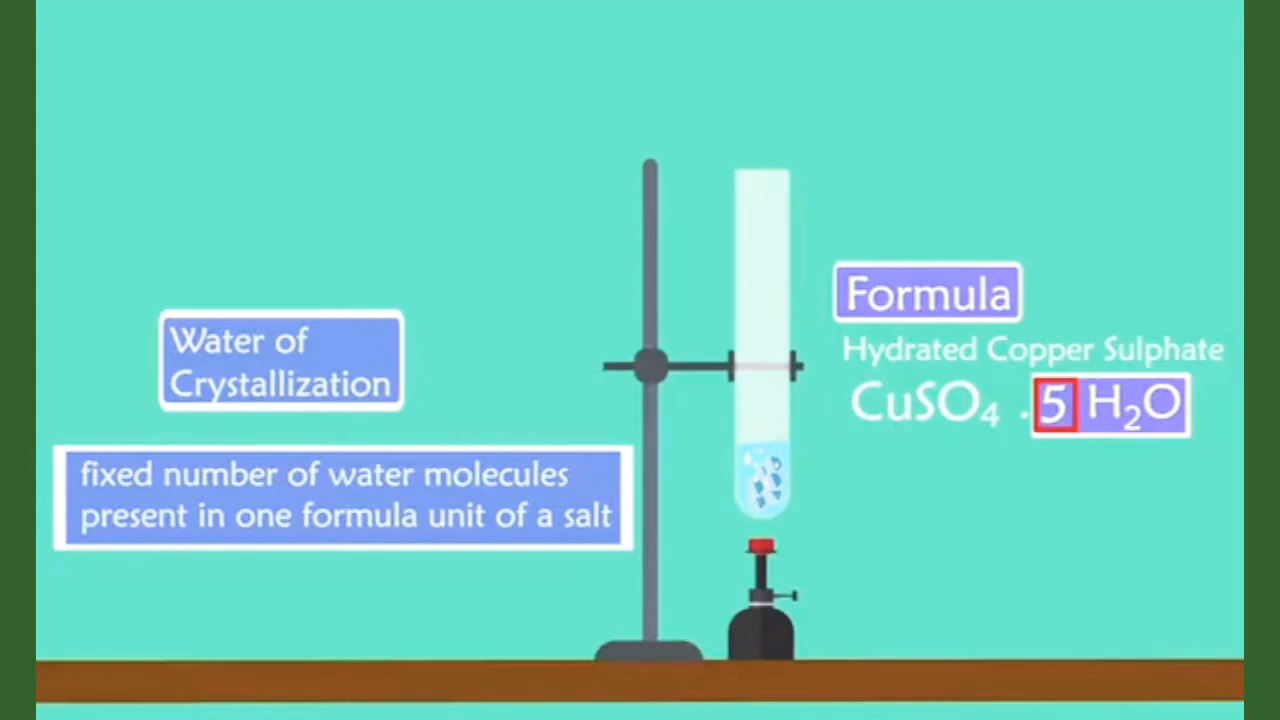 Water of
Crystallization
fixed number of water molecules
present in one formula unit of a salt
Formula
Hydrated Copper Sulphate
CuSO₄ .5 H₂O